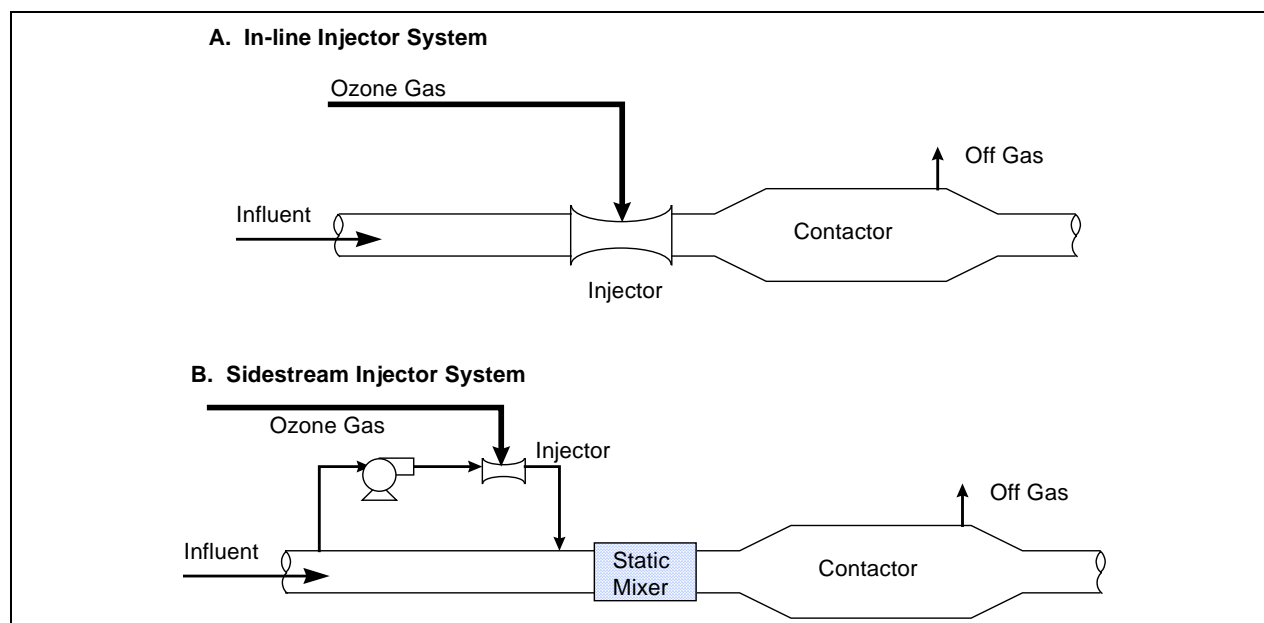 A. In-line Injector System
Ozone Gas
Off Gas
Influent
Contactor
Injector
B. Sidestream Injector System
Ozone Gas
Injector
Off Gas
Influent
Static
Mixer
Contactor